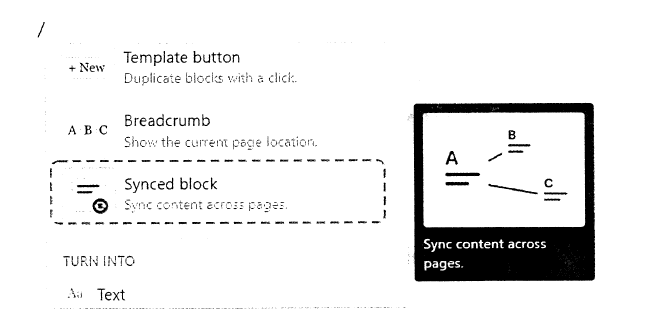 /
+ New
Template button
Duplicate blocks with a click.
A B C
Breadcrumb
Show the current page location.
Synced block
Sync content across pages.
TURN INTO
Aa Text
A
B
C
Sync content across
pages.